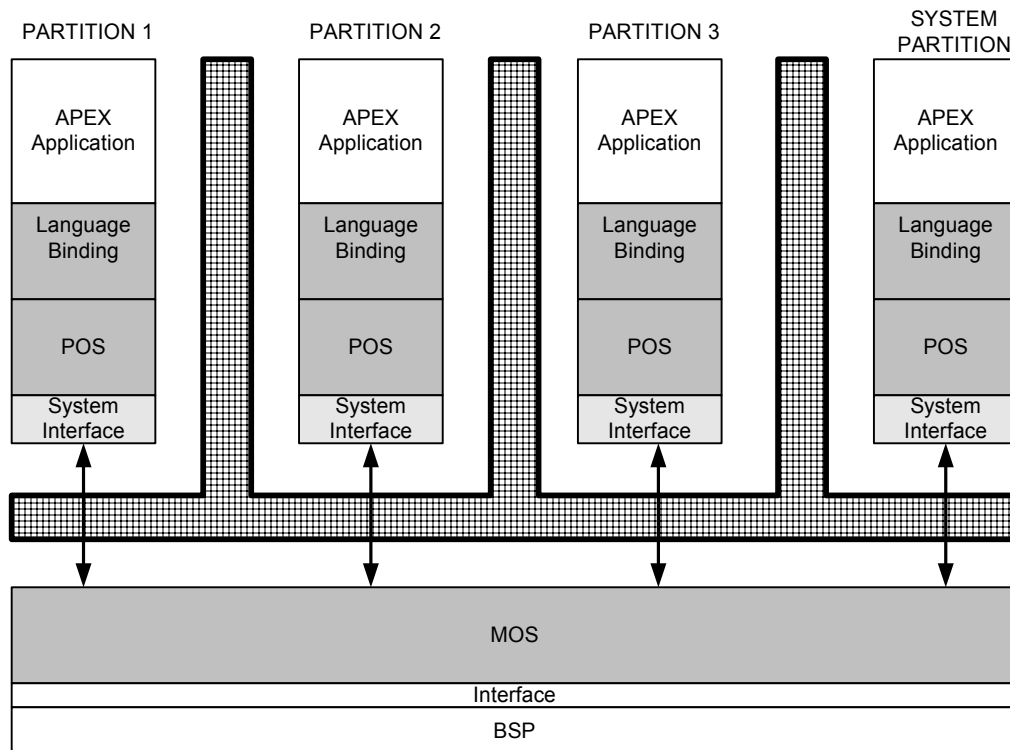 PARTITION 1
PARTITION 2
PARTITION 3
SYSTEM
PARTITION
APEX
Application
APEX
Application
APEX
Application
APEX
Application
Language
Binding
Language
Binding
Language
Binding
Language
Binding
POS
POS
POS
POS
System
Interface
System
Interface
System
Interface
System
Interface
MOS
Interface
BSP